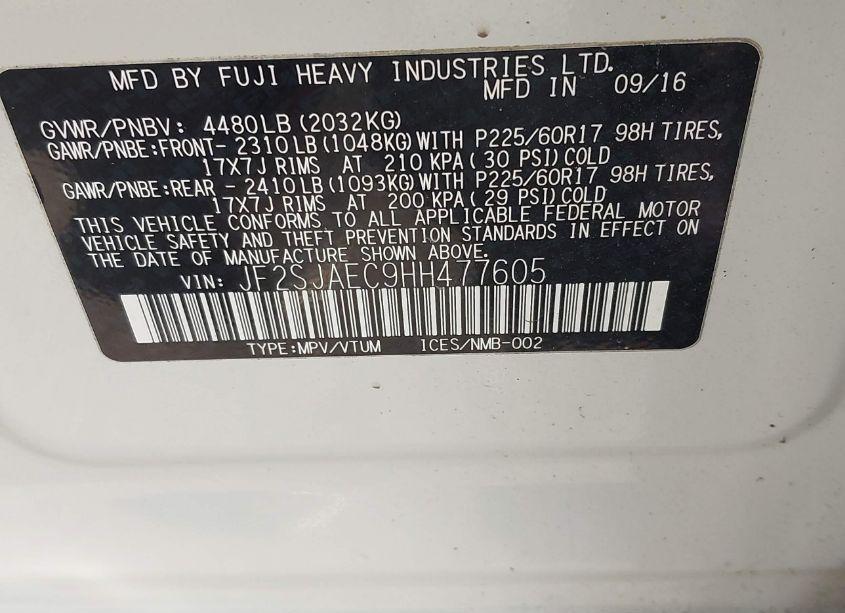 MFD BY FUJI HEAVY INDUSTRIES LTD.
MFD IN 09/16
GVWR/PNBV: 4480LB(2032KG)
GAWR/PNBE:FRONT- 2310LB(1048KG)WITH P225/60R17 98H TIRES,
17X7J RIMS AT 210 KPA(30 PSI)COLD
GAWR/PNBE:REAR - 2410LB(1093KG)WITH P225/60R17 98H TIRES,
17X7J RIMS AT 200 KPA(29 PSI)COLD
THIS VEHICLE CONFORMS TO ALL APPLICABLE FEDERAL MOTOR
VEHICLE SAFETY AND THEFT PREVENTION STANDARDS IN EFFECT ON
THE DATE OF MANUFACTURE SHOWN ABOVE.
VIN: JF2SJAEC9HH477605
TYPE:MPV/VTUM ICES/NMB-002